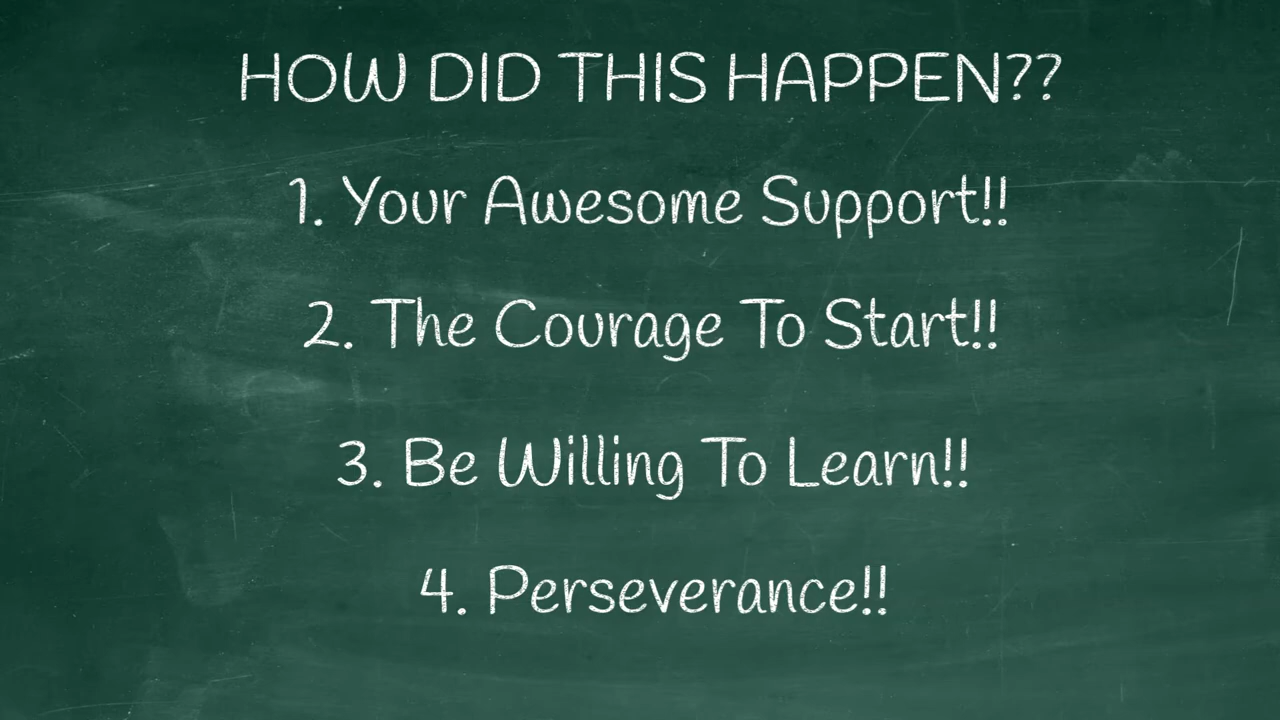 HOW DID THIS HAPPEN??
1. Your Awesome Support!!
2. The Courage To Start!!
3. Be Willing To Learn!!
4. Perseverance!!